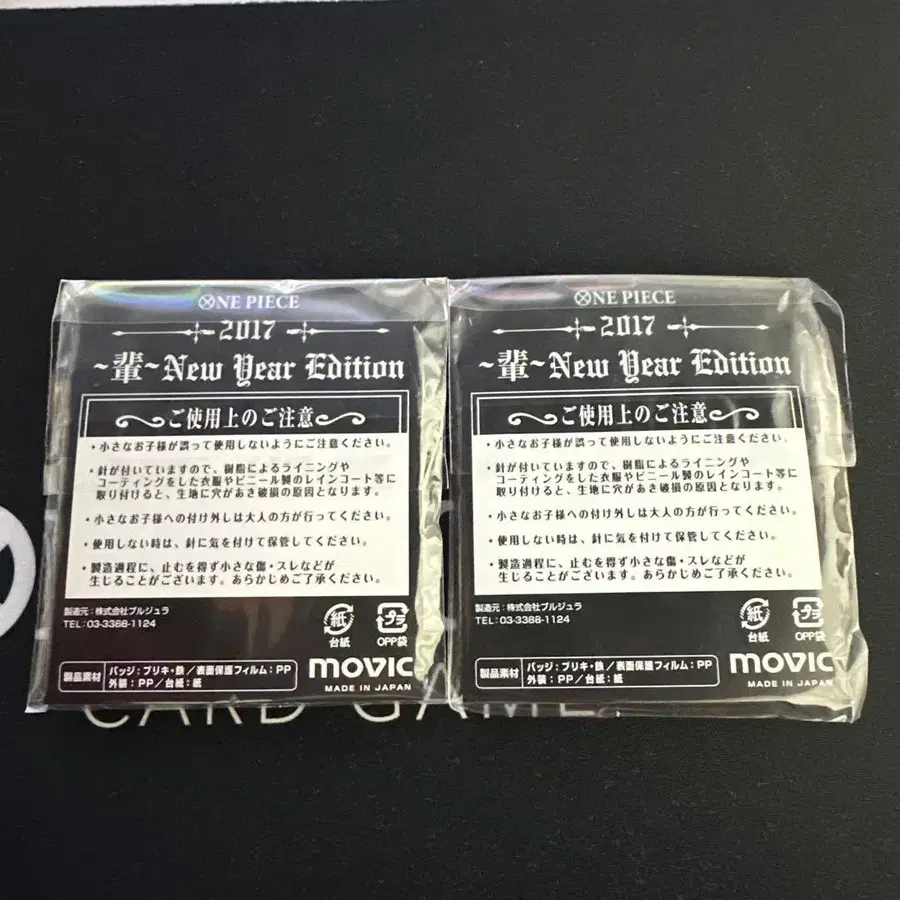 ONE PIECE
2017
~輩~New Year Edition
ご使用上のご注意
・小さなお子様が誤って使用しないようにご注意ください。
・針が付いていますので、樹脂によるライニングや
コーティングをした衣服やビニール製のレインコート等に
取り付けると、生地に穴があき破損の原因となります。
・小さなお子様への付け外しは大人の方が行ってください。
・使用しない時は、針に気を付けて保管してください。
・製造過程に、止むを得ず小さな傷・スレなどが
生じることがございます。あらかじめご了承ください。
製造元:株式会社プルジュラ
TEL:03-3388-1124
紙
台紙
プラ
OPP袋
製品素材
バッジ:ブリキ・鉄/表面保護フィルム:PP
外装:PP/台紙:紙
movic
MADE IN JAPAN
ONE PIECE
2017
~輩~New Year Edition
ご使用上のご注意
・小さなお子様が誤って使用しないようにご注意ください。
・針が付いていますので、樹脂によるライニングや
コーティングをした衣服やビニール製のレインコート等に
取り付けると、生地に穴があき破損の原因となります。
・小さなお子様への付け外しは大人の方が行ってください。
・使用しない時は、針に気を付けて保管してください。
・製造過程に、止むを得ず小さな傷・スレなどが
生じることがございます。あらかじめご了承ください。
製造元:株式会社プルジュラ
TEL:03-3388-1124
紙
台紙
プラ
OPP袋
製品素材
バッジ:ブリキ・鉄/表面保護フィルム:PP
外装:PP/台紙:紙
movic
MADE IN JAPAN
CARD GAME